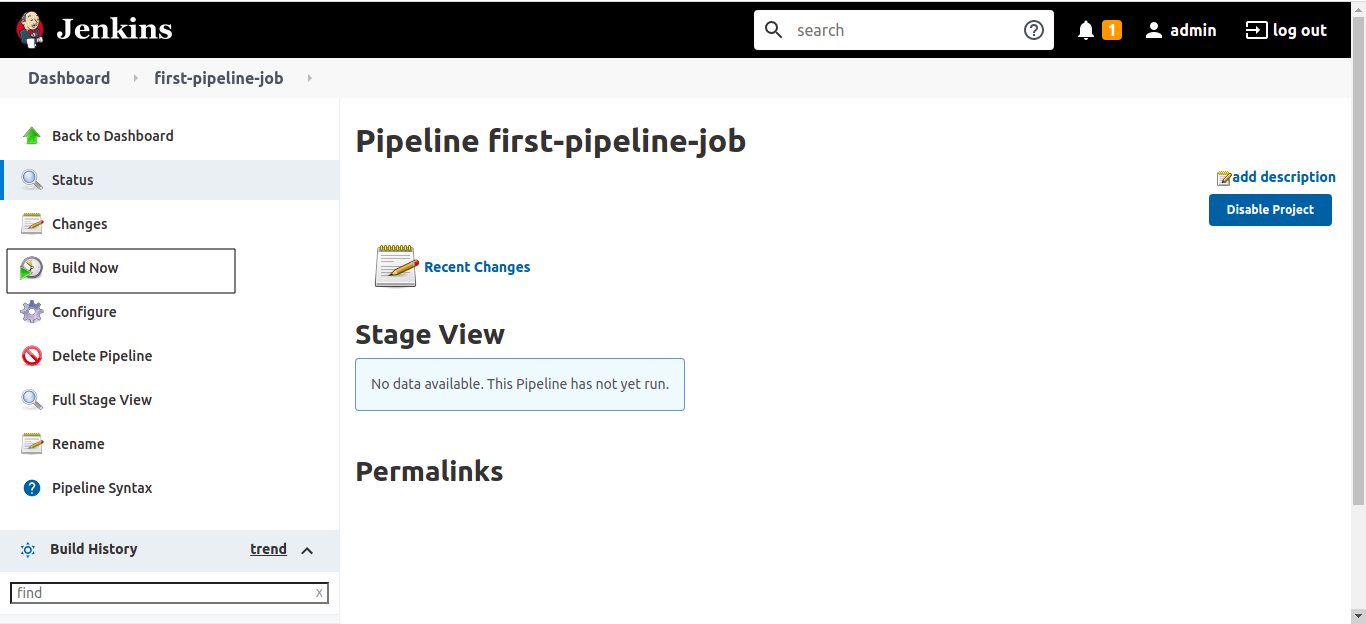 Jenkins
search
1
admin
log out
Dashboard
first-pipeline-job
Back to Dashboard
Status
Changes
Build Now
Configure
Delete Pipeline
Full Stage View
Rename
Pipeline Syntax
Build History
trend
find
x
Pipeline first-pipeline-job
add description
Disable Project
Recent Changes
Stage View
No data available. This Pipeline has not yet run.
Permalinks